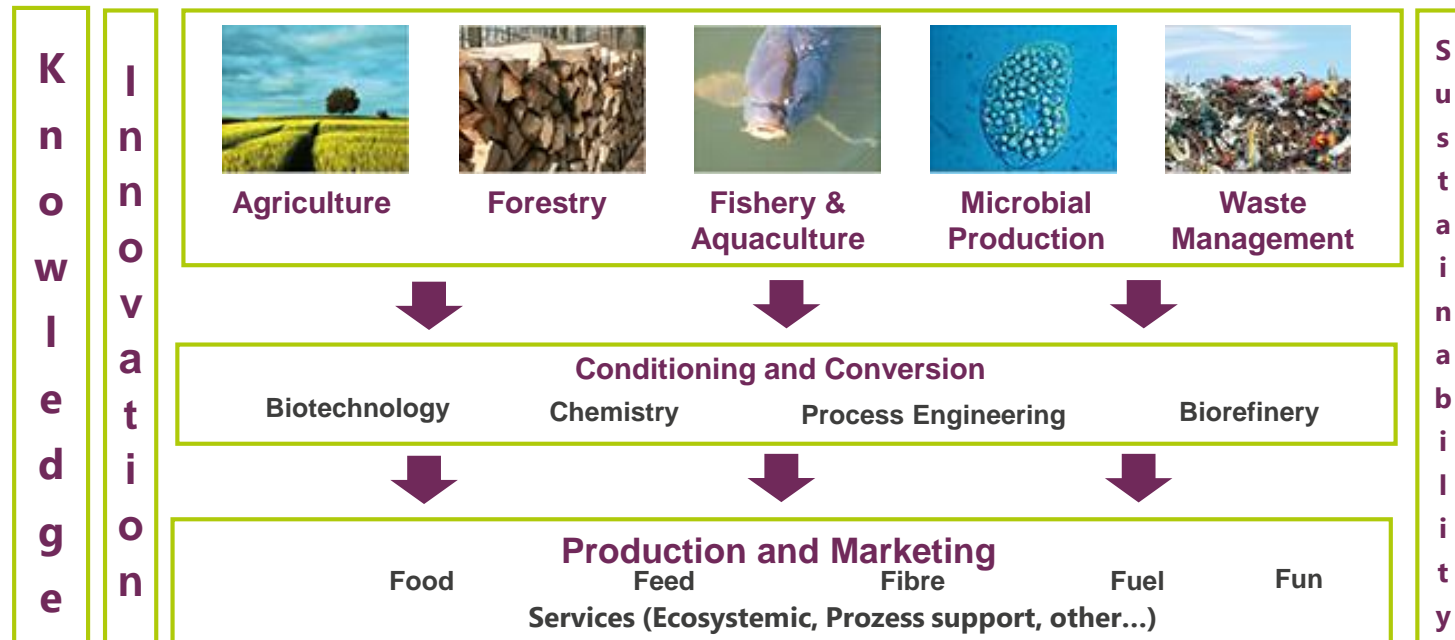 Knowledge
Innovation
Agriculture
Forestry
Fishery &
Aquaculture
Microbial
Production
Waste
Management
Conditioning and Conversion
Biotechnology Chemistry Process Engineering Biorefinery
Production and Marketing
Food Feed Fibre Fuel Fun
Services (Ecosystemic, Prozess support, other...)
Sustainability